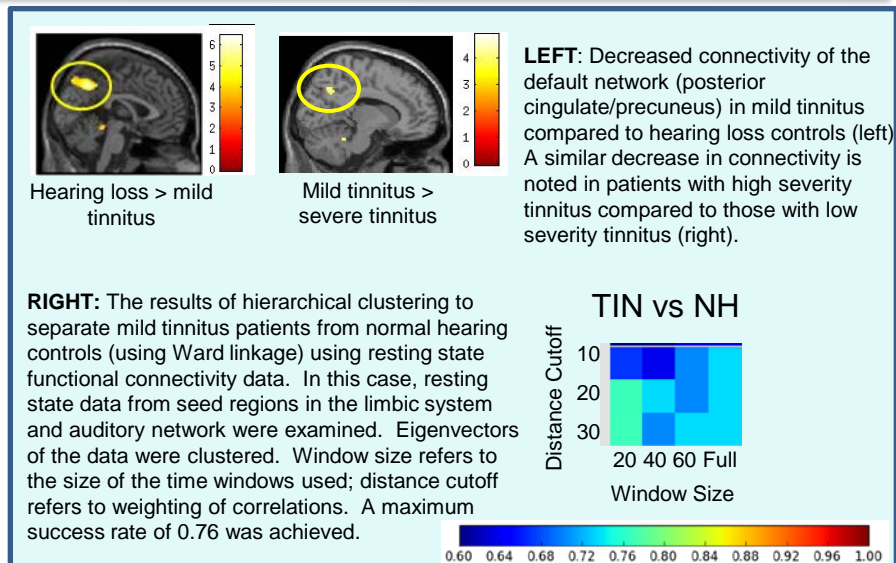 6
5
4
3
2
1
0
4
3
2
1
0
Hearing loss > mild
tinnitus
Mild tinnitus >
severe tinnitus
LEFT: Decreased connectivity of the
default network (posterior
cingulate/precuneus) in mild tinnitus
compared to hearing loss controls (left)
A similar decrease in connectivity is
noted in patients with high severity
tinnitus compared to those with low
severity tinnitus (right).
RIGHT: The results of hierarchical clustering to
separate mild tinnitus patients from normal hearing
controls (using Ward linkage) using resting state
functional connectivity data. In this case, resting
state data from seed regions in the limbic system
and auditory network were examined. Eigenvectors
of the data were clustered. Window size refers to
the size of the time windows used; distance cutoff
refers to weighting of correlations. A maximum
success rate of 0.76 was achieved.
TIN vs NH
Distance Cutoff
10
20
30
20 40 60 Full
Window Size
0.60 0.64 0.68 0.72 0.76 0.80 0.84 0.88 0.92 0.96 1.00